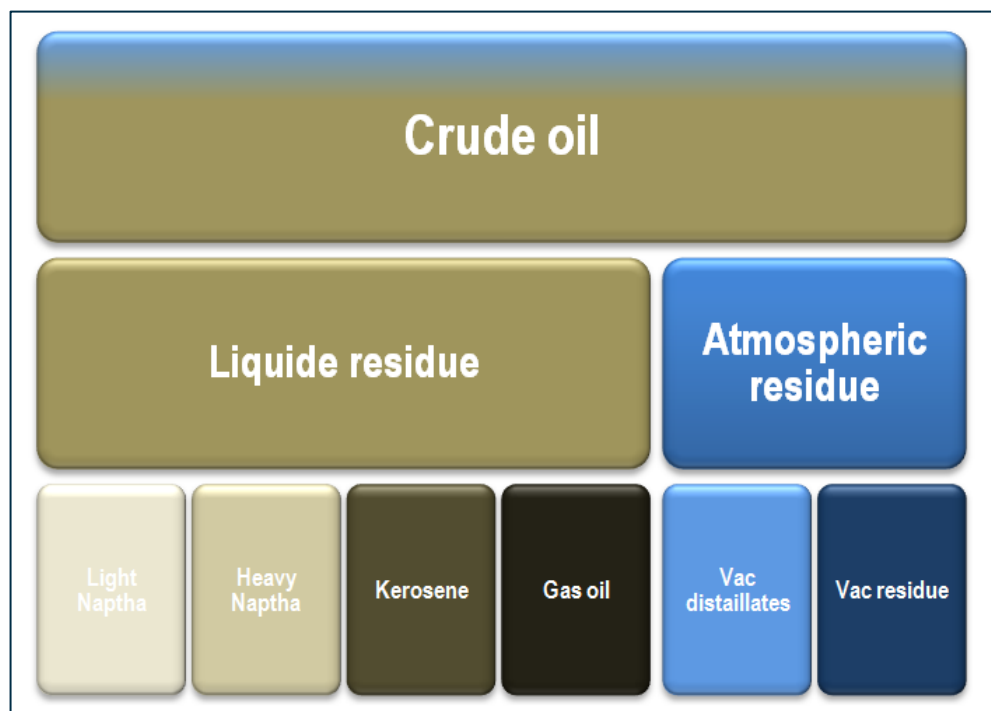 Crude oil
Liquide residue
Atmospheric
residue
Light
Naptha
Heavy
Naptha
Kerosene
Gas oil
Vac
distaillates
Vac residue